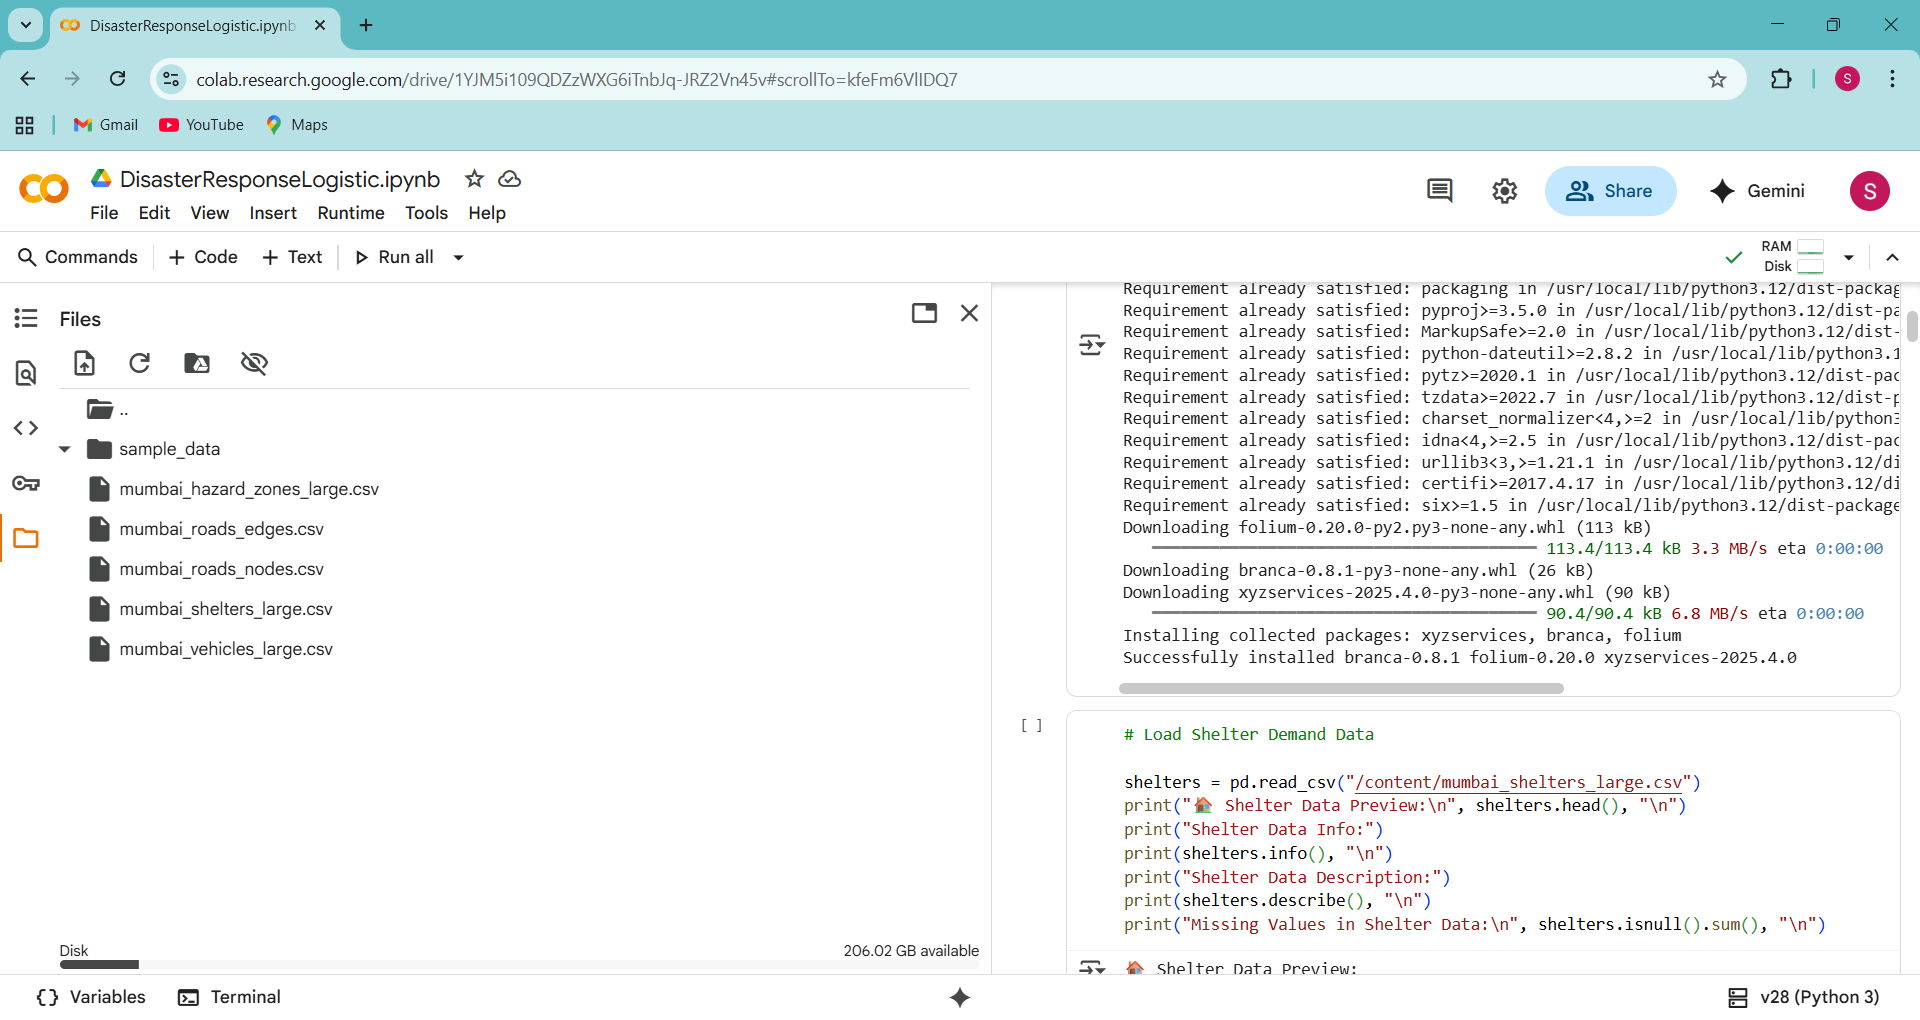 DisasterResponseLogistic.ipynb
colab.research.google.com/drive/1YJM5i109QDZzWXG6iTnbJq-JRZ2Vn45v#scrollTo=kfeFm6VlIDQ7
S
Gmail YouTube Maps
DisasterResponseLogistic.ipynb
File Edit View Insert Runtime Tools Help
Share Gemini S
Commands + Code + Text Run all
RAM
Disk
Files
..
sample_data
mumbai_hazard_zones_large.csv
mumbai_roads_edges.csv
mumbai_roads_nodes.csv
mumbai_shelters_large.csv
mumbai_vehicles_large.csv
Disk 206.02 GB available
Requirement already satisfied: packaging in /usr/local/lib/python3.12/dist-packag
Requirement already satisfied: pyproj>=3.5.0 in /usr/local/lib/python3.12/dist-pa
Requirement already satisfied: MarkupSafe>=2.0 in /usr/local/lib/python3.12/dist-
Requirement already satisfied: python-dateutil>=2.8.2 in /usr/local/lib/python3.1
Requirement already satisfied: pytz>=2020.1 in /usr/local/lib/python3.12/dist-pac
Requirement already satisfied: tzdata>=2022.7 in /usr/local/lib/python3.12/dist-p
Requirement already satisfied: charset_normalizer<4,>=2 in /usr/local/lib/python3
Requirement already satisfied: idna<4,>=2.5 in /usr/local/lib/python3.12/dist-pac
Requirement already satisfied: urllib3<3,>=1.21.1 in /usr/local/lib/python3.12/di
Requirement already satisfied: certifi>=2017.4.17 in /usr/local/lib/python3.12/di
Requirement already satisfied: six>=1.5 in /usr/local/lib/python3.12/dist-package
Downloading folium-0.20.0-py2.py3-none-any.whl (113 kB)
113.4/113.4 kB 3.3 MB/s eta 0:00:00
Downloading branca-0.8.1-py3-none-any.whl (26 kB)
Downloading xyzservices-2025.4.0-py3-none-any.whl (90 kB)
90.4/90.4 kB 6.8 MB/s eta 0:00:00
Installing collected packages: xyzservices, branca, folium
Successfully installed branca-0.8.1 folium-0.20.0 xyzservices-2025.4.0
[ ]
# Load Shelter Demand Data
shelters = pd.read_csv("/content/mumbai_shelters_large.csv")
print("🏠 Shelter Data Preview:\n", shelters.head(), "\n")
print("Shelter Data Info:")
print(shelters.info(), "\n")
print("Shelter Data Description:")
print(shelters.describe(), "\n")
print("Missing Values in Shelter Data:\n", shelters.isnull().sum(), "\n")
🏠 Shelter Data Preview:
Variables Terminal
v28 (Python 3)